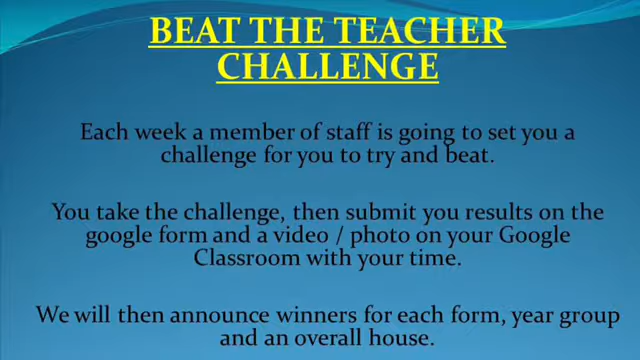 BEAT THE TEACHER
CHALLENGE
Each week a member of staff is going to set you a
challenge for you to try and beat.
You take the challenge, then submit you results on the
google form and a video / photo on your Google
Classroom with your time.
We will then announce winners for each form, year group
and an overall house.